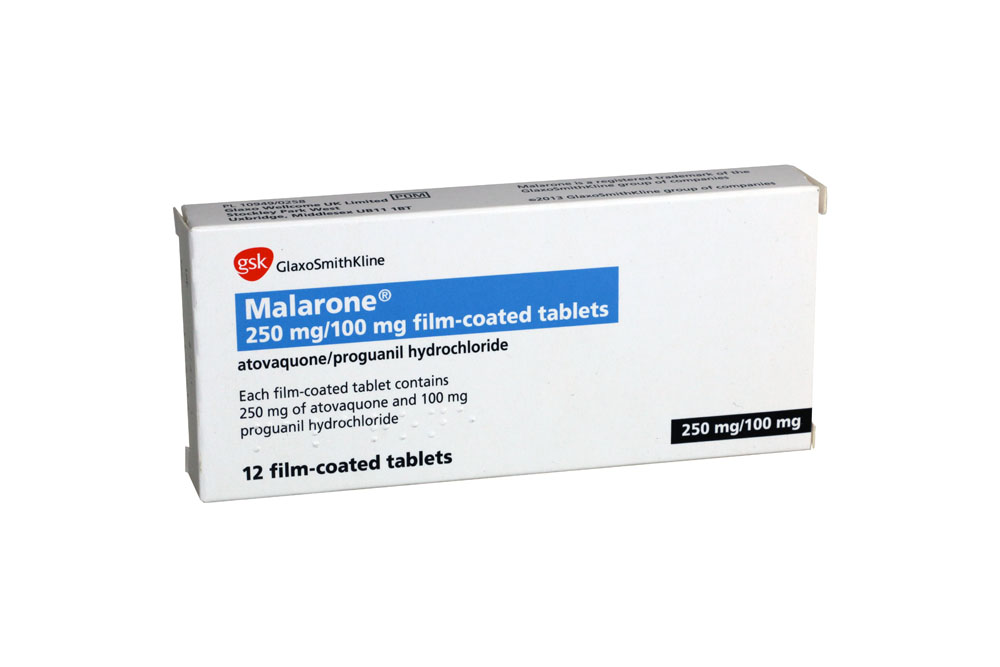 PL 10949/0258 POM
Glaxo Wellcome UK Limited
Stockley Park West
Uxbridge, Middlesex UB11 1BT
Malarone is a registered trademark of the
GlaxoSmithKline group of companies
©2013 GlaxoSmithKline group of companies
gsk GlaxoSmithKline
Malarone®
250 mg/100 mg film-coated tablets
atovaquone/proguanil hydrochloride
Each film-coated tablet contains
250 mg of atovaquone and 100 mg
proguanil hydrochloride
250 mg/100 mg
12 film-coated tablets